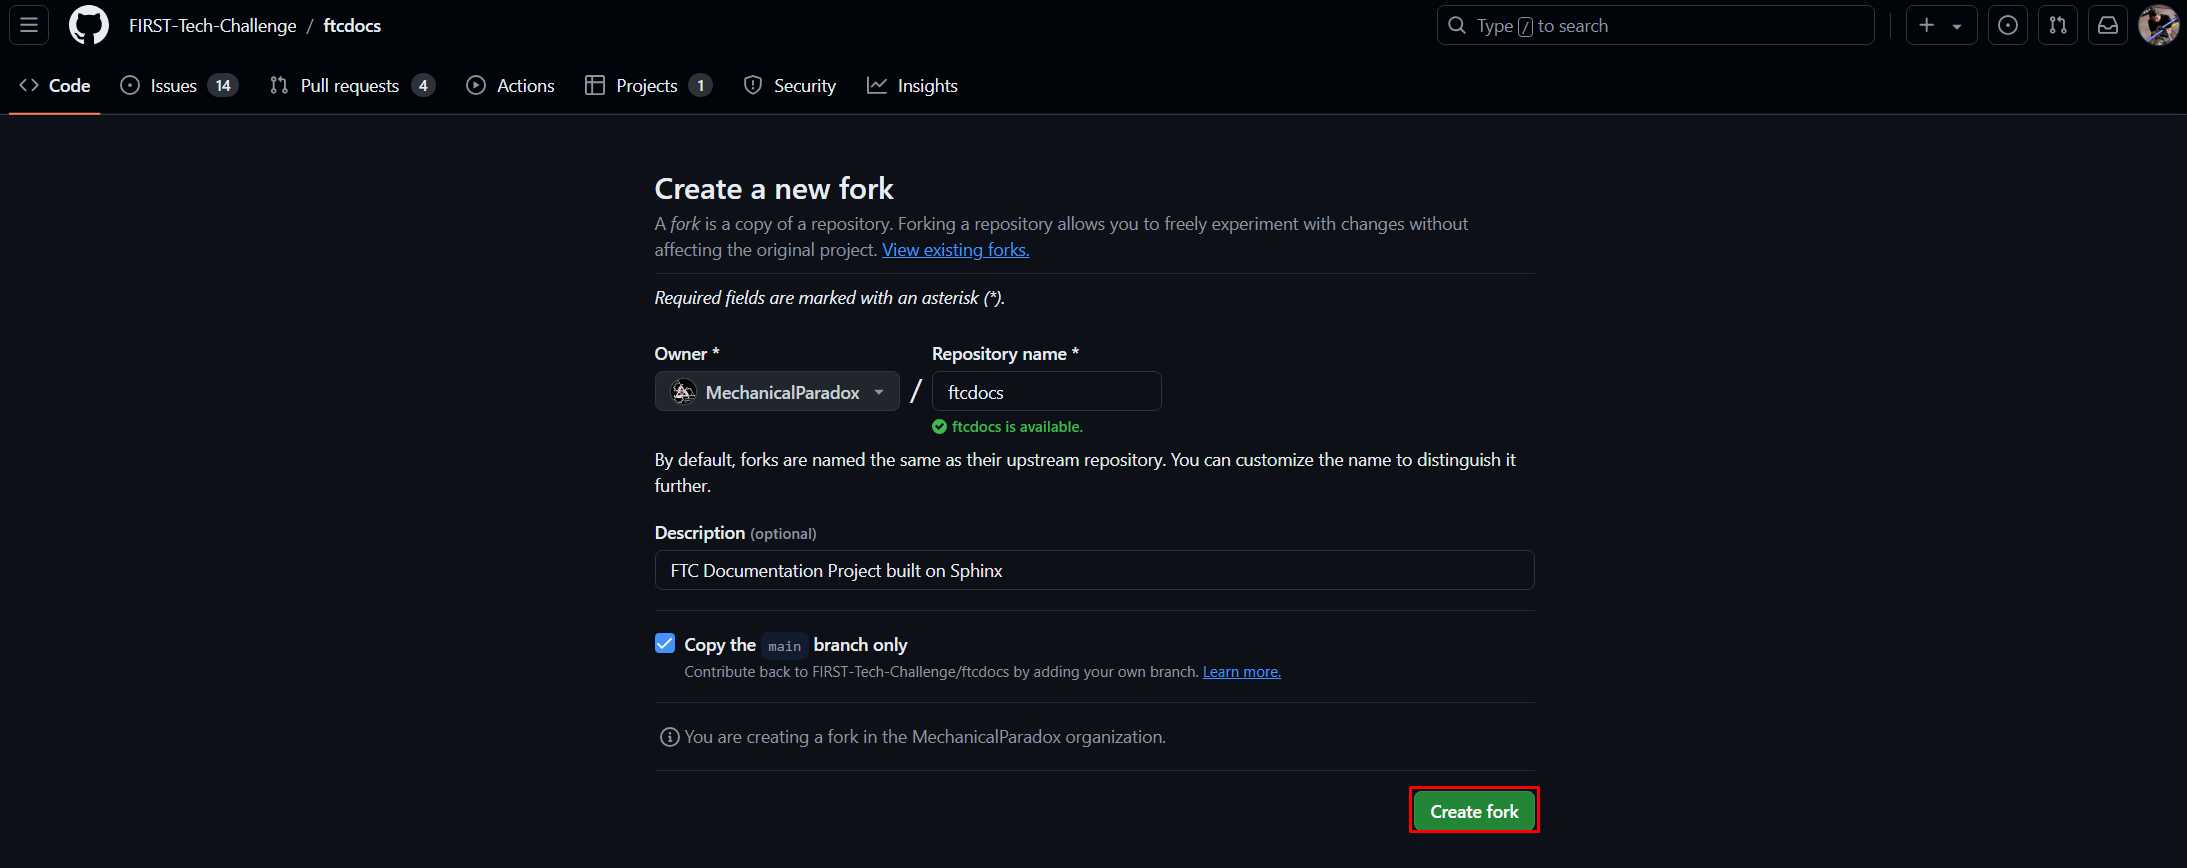 FIRST-Tech-Challenge / ftcdocs
Type / to search
Code Issues 14 Pull requests 4 Actions Projects 1 Security Insights
Create a new fork
A fork is a copy of a repository. Forking a repository allows you to freely experiment with changes without
affecting the original project. View existing forks.
Required fields are marked with an asterisk (*).
Owner * Repository name *
MechanicalParadox / ftcdocs
ftcdocs is available.
By default, forks are named the same as their upstream repository. You can customize the name to distinguish it
further.
Description (optional)
FTC Documentation Project built on Sphinx
Copy the main branch only
Contribute back to FIRST-Tech-Challenge/ftcdocs by adding your own branch. Learn more.
You are creating a fork in the MechanicalParadox organization.
Create fork